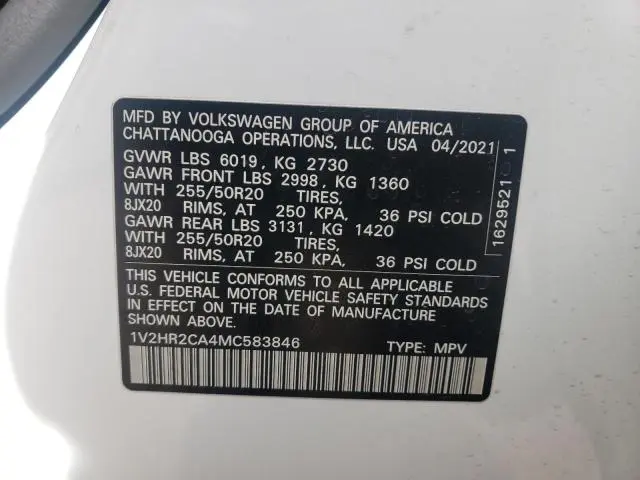 MFD BY VOLKSWAGEN GROUP OF AMERICA
CHATTANOOGA OPERATIONS, LLC. USA 04/2021
GVWR LBS 6019, KG 2730
GAWR FRONT LBS 2998, KG 1360
WITH 255/50R20 TIRES,
8JX20 RIMS, AT 250 KPA, 36 PSI COLD
GAWR REAR LBS 3131, KG 1420
WITH 255/50R20 TIRES,
8JX20 RIMS, AT 250 KPA, 36 PSI COLD
THIS VEHICLE CONFORMS TO ALL APPLICABLE
U.S. FEDERAL MOTOR VEHICLE SAFETY STANDARDS
IN EFFECT ON THE DATE OF MANUFACTURE
SHOWN ABOVE.
1V2HR2CA4MC583846 TYPE: MPV